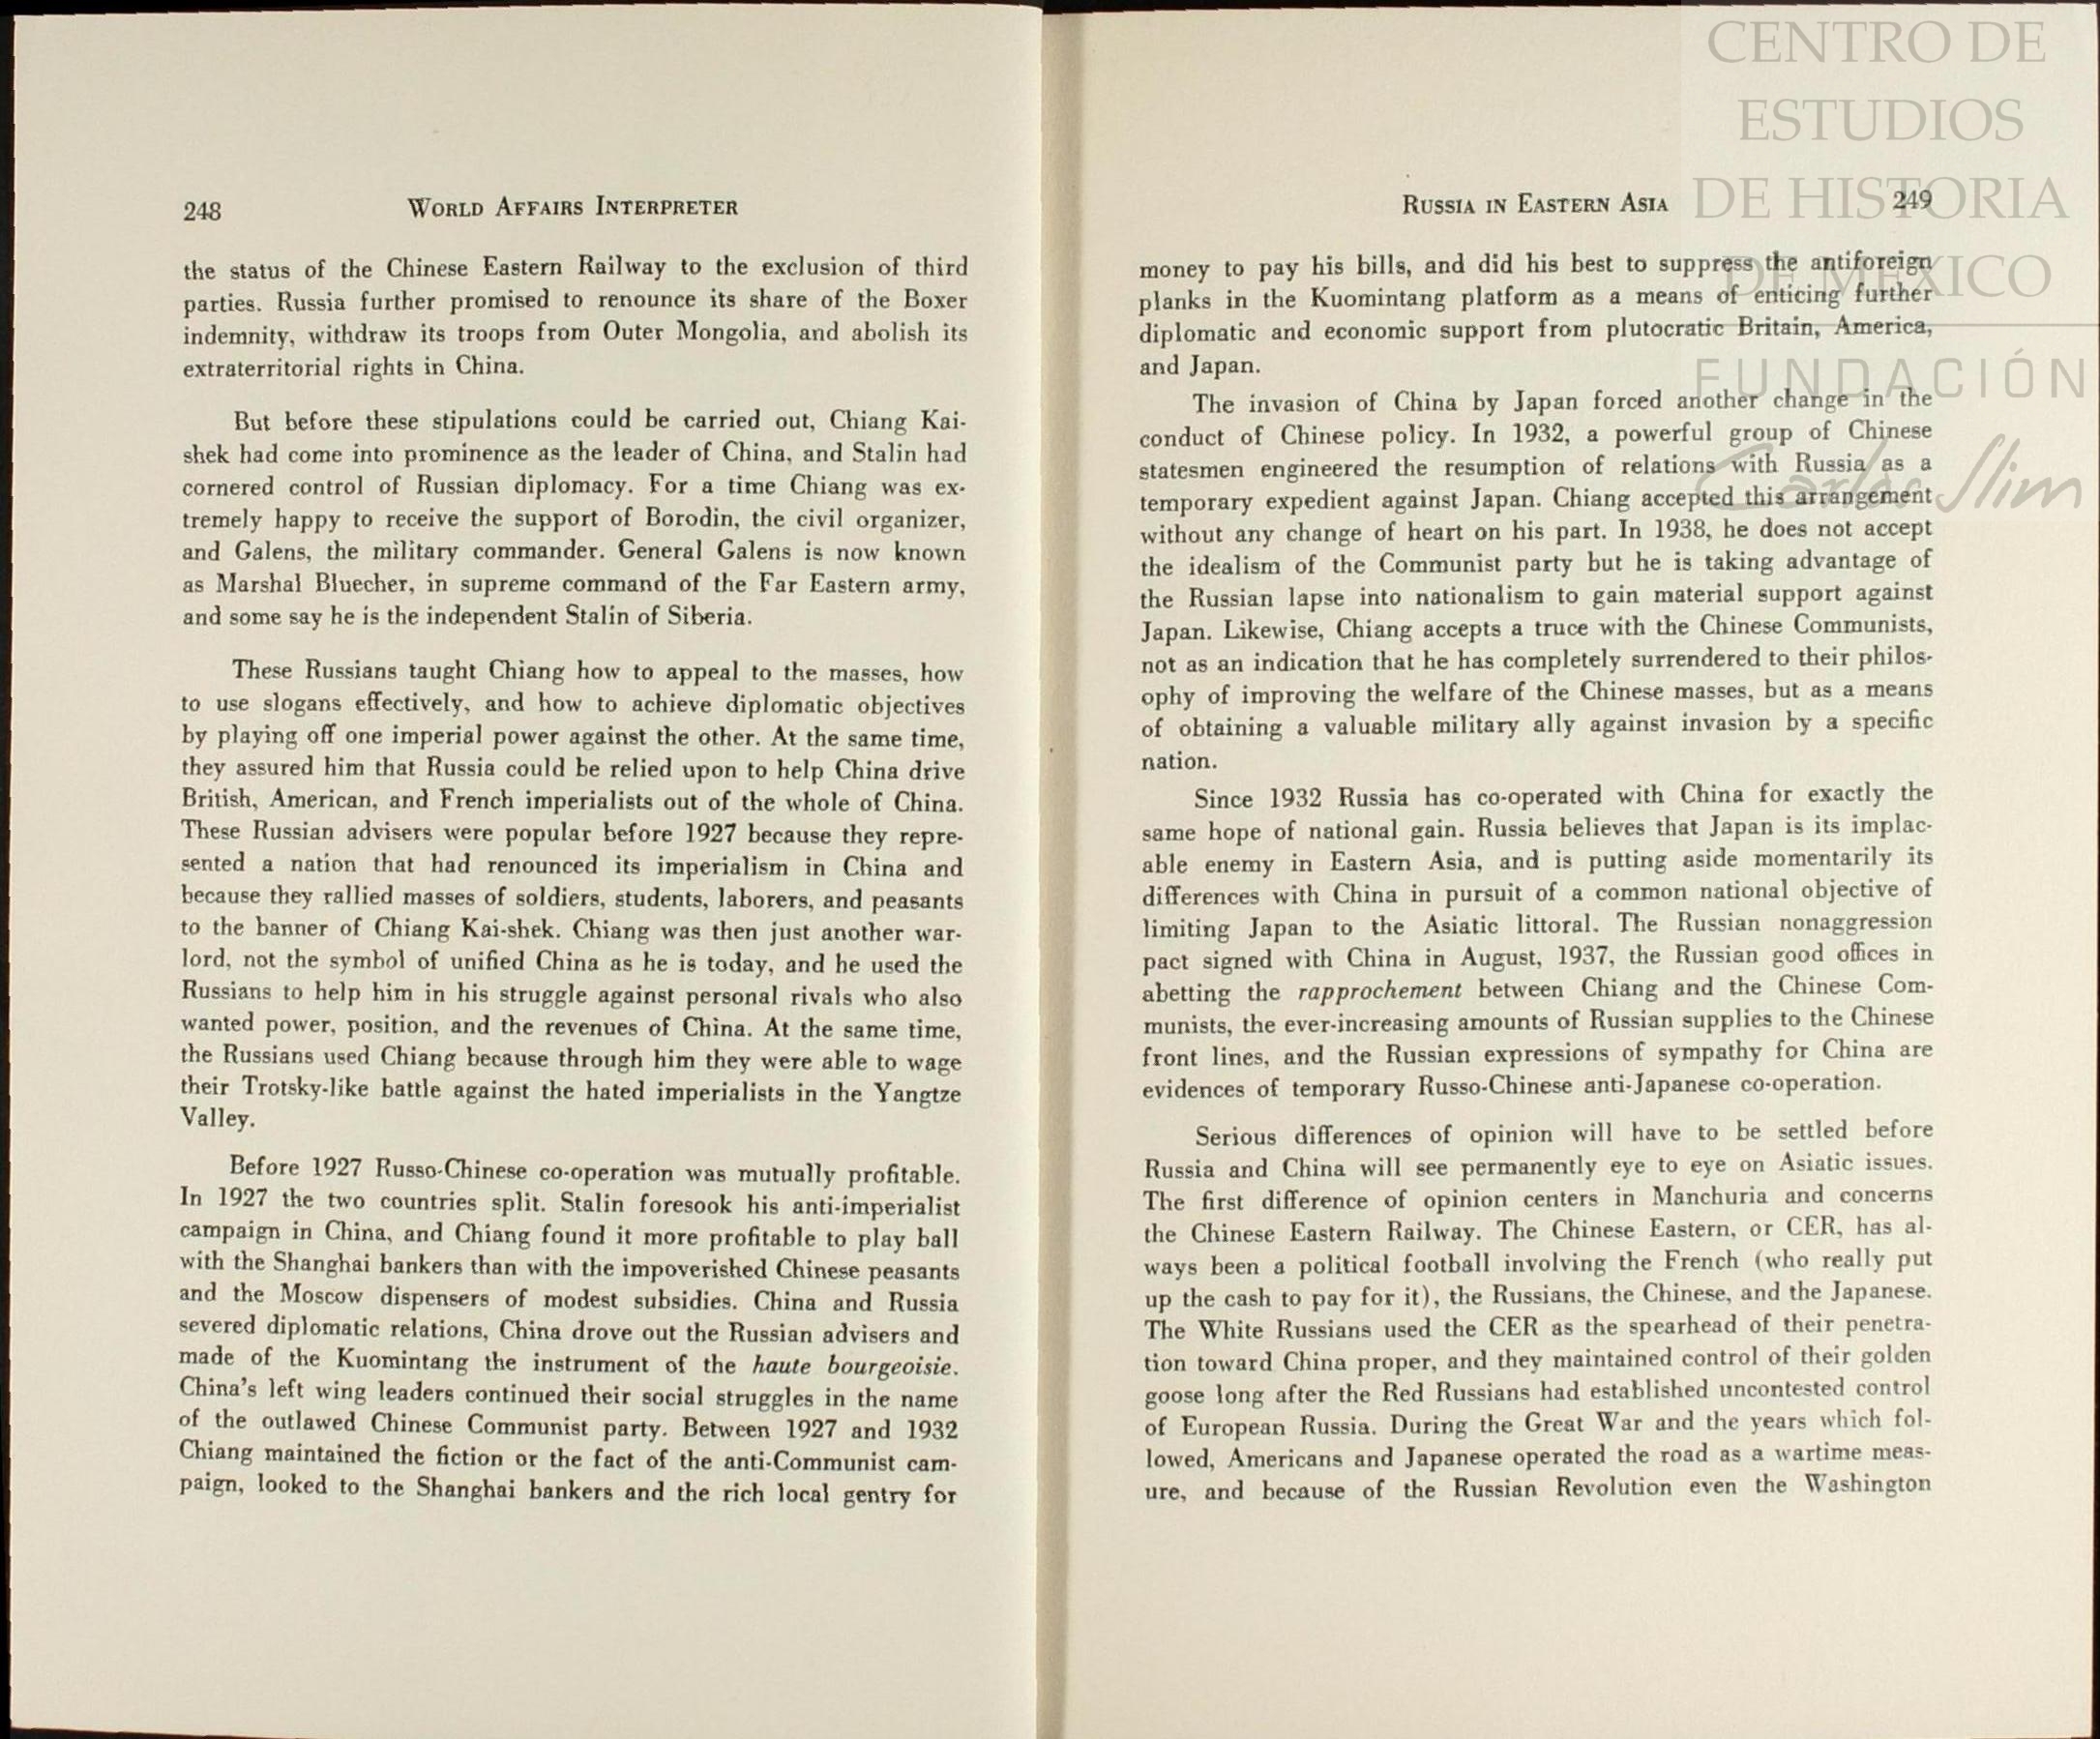 248 WORLD AFFAIRS INTERPRETER
the status of the Chinese Eastern Railway to the exclusion of third
parties. Russia further promised to renounce its share of the Boxer
indemnity, withdraw its troops from Outer Mongolia, and abolish its
extraterritorial rights in China.
But before these stipulations could be carried out, Chiang Kai-
shek had come into prominence as the leader of China, and Stalin had
cornered control of Russian diplomacy. For a time Chiang was ex-
tremely happy to receive the support of Borodin, the civil organizer,
and Galens, the military commander. General Galens is now known
as Marshal Bluecher, in supreme command of the Far Eastern army,
and some say he is the independent Stalin of Siberia.
These Russians taught Chiang how to appeal to the masses, how
to use slogans effectively, and how to achieve diplomatic objectives
by playing off one imperial power against the other. At the same time,
they assured him that Russia could be relied upon to help China drive
British, American, and French imperialists out of the whole of China.
These Russian advisers were popular before 1927 because they repre-
sented a nation that had renounced its imperialism in China and
because they rallied masses of soldiers, students, laborers, and peasants
to the banner of Chiang Kai-shek. Chiang was then just another war-
lord, not the symbol of unified China as he is today, and he used the
Russians to help him in his struggle against personal rivals who also
wanted power, position, and the revenues of China. At the same time,
the Russians used Chiang because through him they were able to wage
their Trotsky-like battle against the hated imperialists in the Yangtze
Valley.
Before 1927 Russo-Chinese co-operation was mutually profitable.
In 1927 the two countries split. Stalin foresook his anti-imperialist
campaign in China, and Chiang found it more profitable to play ball
with the Shanghai bankers than with the impoverished Chinese peasants
and the Moscow dispensers of modest subsidies. China and Russia
severed diplomatic relations, China drove out the Russian advisers and
made of the Kuomintang the instrument of the haute bourgeoisie.
China's left wing leaders continued their social struggles in the name
of the outlawed Chinese Communist party. Between 1927 and 1932
Chiang maintained the fiction or the fact of the anti-Communist cam-
paign, looked to the Shanghai bankers and the rich local gentry for
RUSSIA IN EASTERN ASIA 249
money to pay his bills, and did his best to suppress the antiforeign
planks in the Kuomintang platform as a means of enticing further
diplomatic and economic support from plutocratic Britain, America,
and Japan.
The invasion of China by Japan forced another change in the
conduct of Chinese policy. In 1932, a powerful group of Chinese
statesmen engineered the resumption of relations with Russia as a
temporary expedient against Japan. Chiang accepted this arrangement
without any change of heart on his part. In 1938, he does not accept
the idealism of the Communist party but he is taking advantage of
the Russian lapse into nationalism to gain material support against
Japan. Likewise, Chiang accepts a truce with the Chinese Communists,
not as an indication that he has completely surrendered to their philos-
ophy of improving the welfare of the Chinese masses, but as a means
of obtaining a valuable military ally against invasion by a specific
nation.
Since 1932 Russia has co-operated with China for exactly the
same hope of national gain. Russia believes that Japan is its implac-
able enemy in Eastern Asia, and is putting aside momentarily its
differences with China in pursuit of a common national objective of
limiting Japan to the Asiatic littoral. The Russian nonaggression
pact signed with China in August, 1937, the Russian good offices in
abetting the rapprochement between Chiang and the Chinese Com-
munists, the ever-increasing amounts of Russian supplies to the Chinese
front lines, and the Russian expressions of sympathy for China are
evidences of temporary Russo-Chinese anti-Japanese co-operation.
Serious differences of opinion will have to be settled before
Russia and China will see permanently eye to eye on Asiatic issues.
The first difference of opinion centers in Manchuria and concerns
the Chinese Eastern Railway. The Chinese Eastern, or CER, has al-
ways been a political football involving the French (who really put
up the cash to pay for it), the Russians, the Chinese, and the Japanese.
The White Russians used the CER as the spearhead of their penetra-
tion toward China proper, and they maintained control of their golden
goose long after the Red Russians had established uncontested control
of European Russia. During the Great War and the years which fol-
lowed, Americans and Japanese operated the road as a wartime meas-
ure, and because of the Russian Revolution even the Washington
CENTRO DE
ESTUDIOS
DE HISTORIA
DE MÉXICO
FUNDACIÓN
Carlos Slim